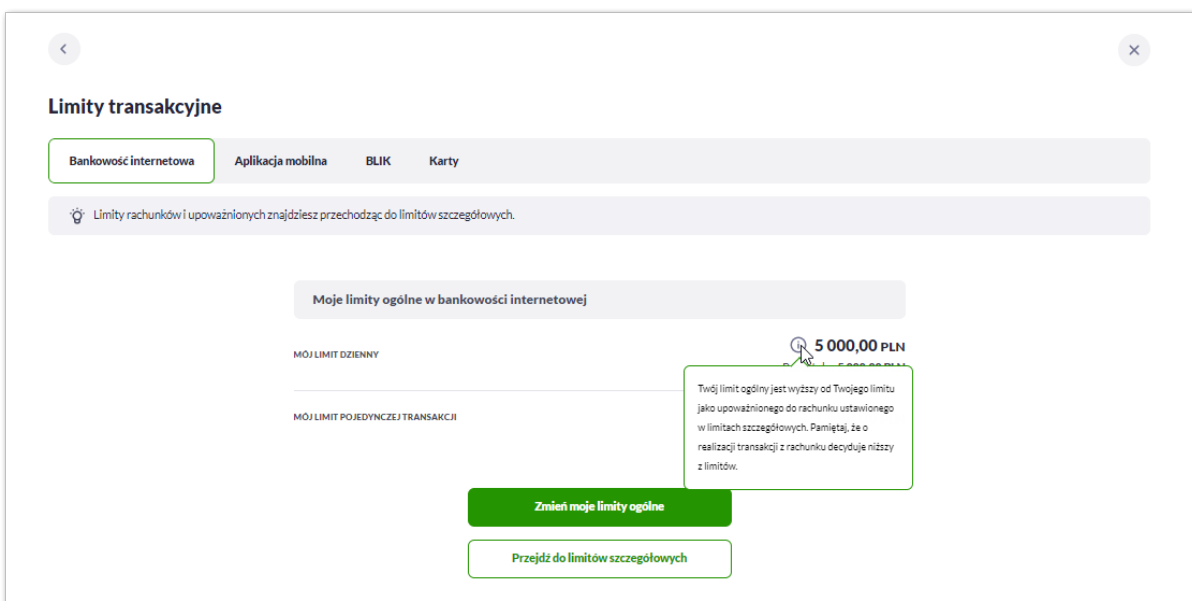 Limity transakcyjne
Bankowość internetowa Aplikacja mobilna BLIK Karty
Limity rachunków i upoważnionych znajdziesz przechodząc do limitów szczegółowych.
Moje limity ogólne w bankowości internetowej
MÓJ LIMIT DZIENNY
5 000,00 PLN
Twój limit ogólny jest wyższy od Twojego limitu
jako upoważnionego do rachunku ustawionego
w limitach szczegółowych. Pamiętaj, że o
realizacji transakcji z rachunku decyduje niższy
z limitów.
MÓJ LIMIT POJEDYNCZEJ TRANSAKCJI
Zmień moje limity ogólne
Przejdź do limitów szczegółowych